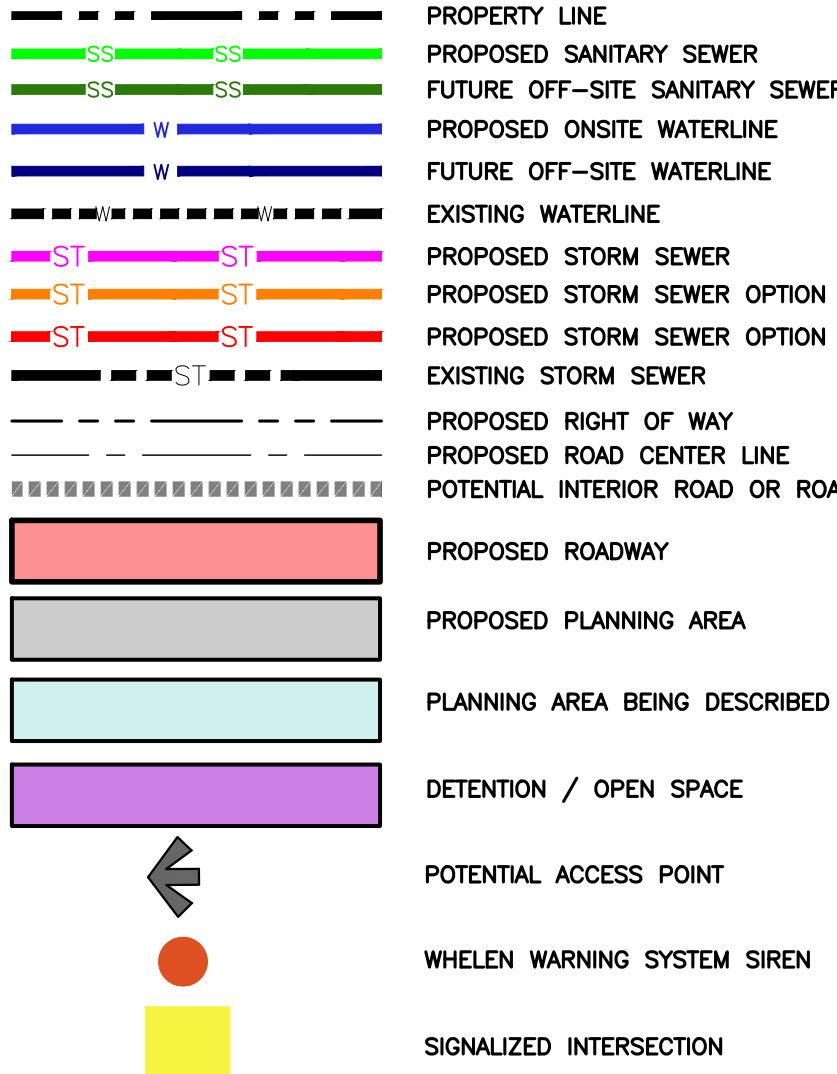 PROPERTY LINE
SS SS PROPOSED SANITARY SEWER
SS SS FUTURE OFF-SITE SANITARY SEWER
W PROPOSED ONSITE WATERLINE
W FUTURE OFF-SITE WATERLINE
W W EXISTING WATERLINE
ST ST PROPOSED STORM SEWER
ST ST PROPOSED STORM SEWER OPTION
ST ST PROPOSED STORM SEWER OPTION
ST EXISTING STORM SEWER
PROPOSED RIGHT OF WAY
PROPOSED ROAD CENTER LINE
POTENTIAL INTERIOR ROAD OR
PROPOSED ROADWAY
PROPOSED PLANNING AREA
PLANNING AREA BEING DESCRIBED
DETENTION / OPEN SPACE
POTENTIAL ACCESS POINT
WHELEN WARNING SYSTEM SIREN
SIGNALIZED INTERSECTION